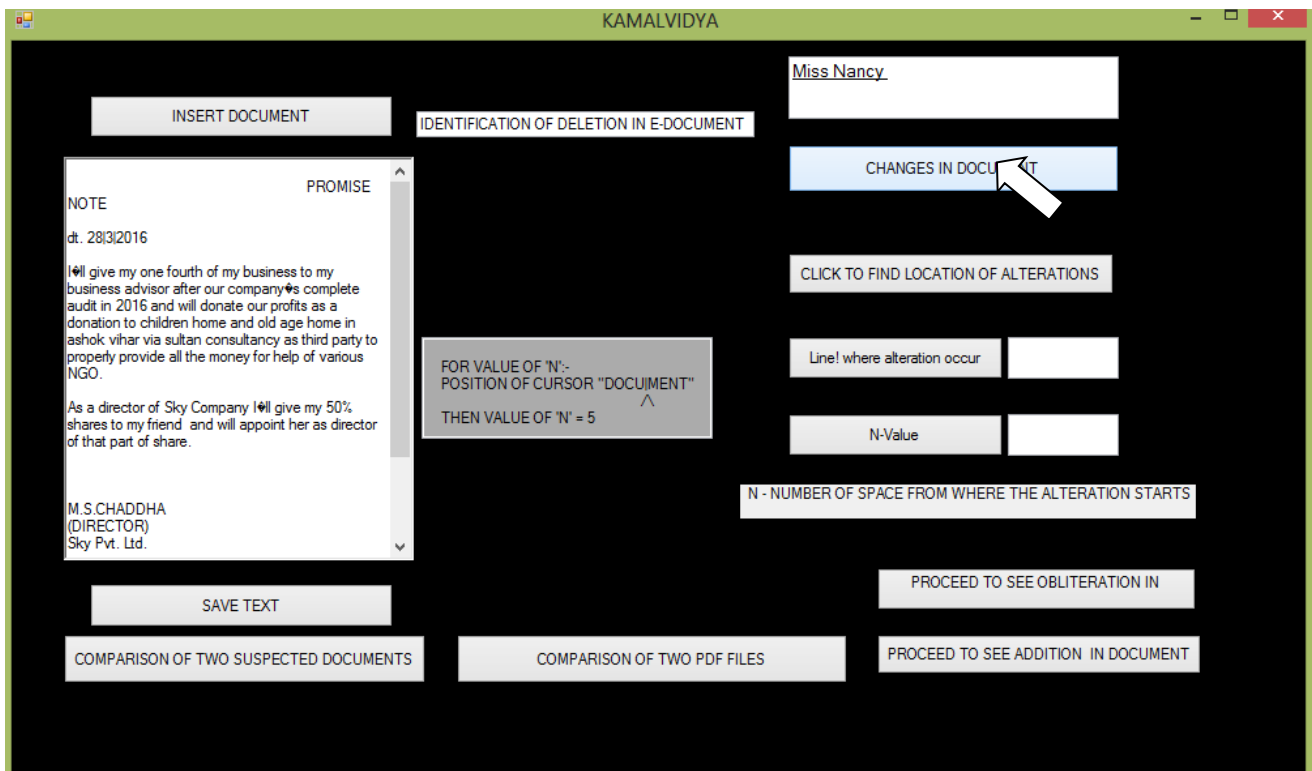 KAMALVIDYA
Miss Nancy
INSERT DOCUMENT
IDENTIFICATION OF DELETION IN E-DOCUMENT
CHANGES IN DOCU NT
PROMISE
NOTE
dt. 28|3|2016
I�ll give my one fourth of my business to my
business advisor after our company�s complete
audit in 2016 and will donate our profits as a
donation to children home and old age home in
ashok vihar via sultan consultancy as third party to
properly provide all the money for help of various
NGO.
As a director of Sky Company I�ll give my 50%
shares to my friend  and will appoint her as director
of that part of share.
M.S.CHADDHA
(DIRECTOR)
Sky Pvt. Ltd.
CLICK TO FIND LOCATION OF ALTERATIONS
FOR VALUE OF 'N':-
POSITION OF CURSOR "DOCU|MENT"
THEN VALUE OF 'N' = 5
Line! where alteration occur
N-Value
N - NUMBER OF SPACE FROM WHERE THE ALTERATION STARTS
SAVE TEXT
PROCEED TO SEE OBLITERATION IN
COMPARISON OF TWO SUSPECTED DOCUMENTS
COMPARISON OF TWO PDF FILES
PROCEED TO SEE ADDITION  IN DOCUMENT